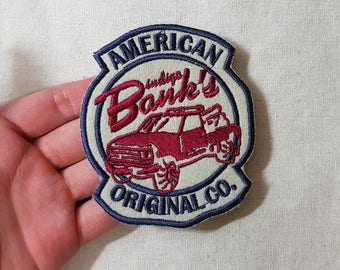 AMERICAN
indigo
Bank's
ORIGINAL CO.